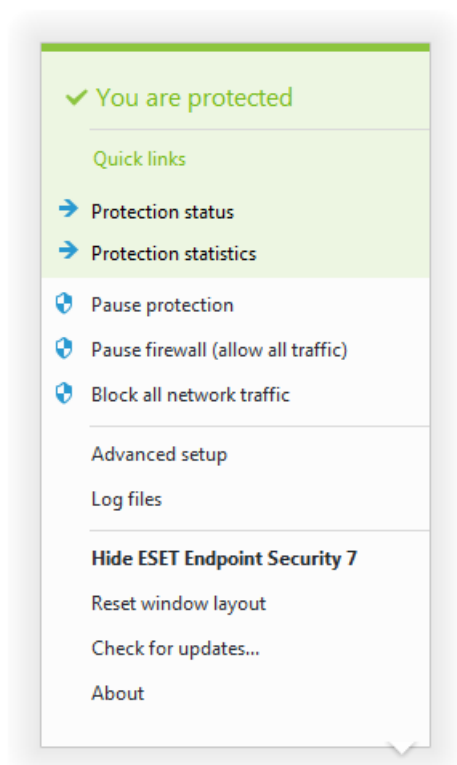 You are protected
Quick links
Protection status
Protection statistics
Pause protection
Pause firewall (allow all traffic)
Block all network traffic
Advanced setup
Log files
Hide ESET Endpoint Security 7
Reset window layout
Check for updates...
About